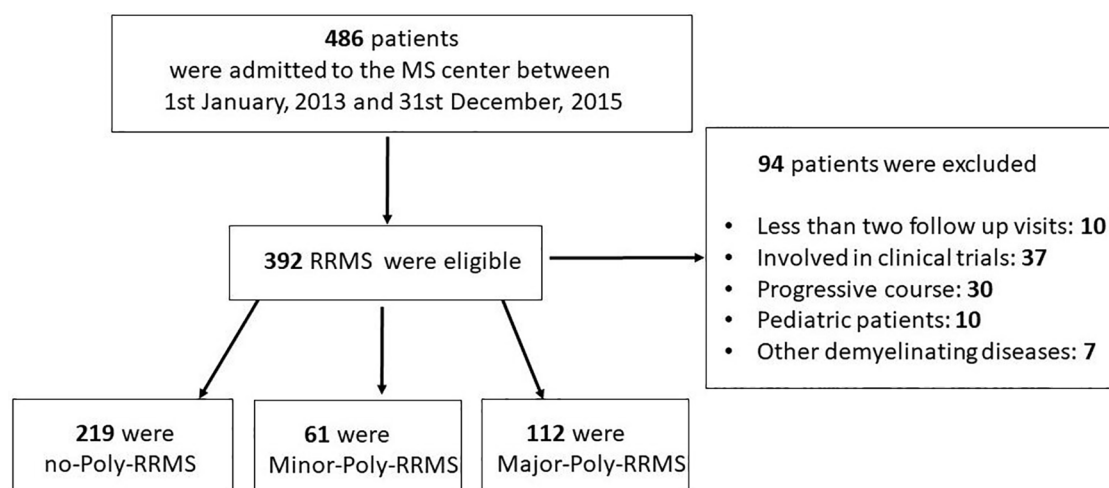 486 patients
were admitted to the MS center between
1st January, 2013 and 31st December, 2015
94 patients were excluded
• Less than two follow up visits: 10
• Involved in clinical trials: 37
• Progressive course: 30
• Pediatric patients: 10
• Other demyelinating diseases: 7
392 RRMS were eligible
219 were
no-Poly-RRMS
61 were
Minor-Poly-RRMS
112 were
Major-Poly-RRMS